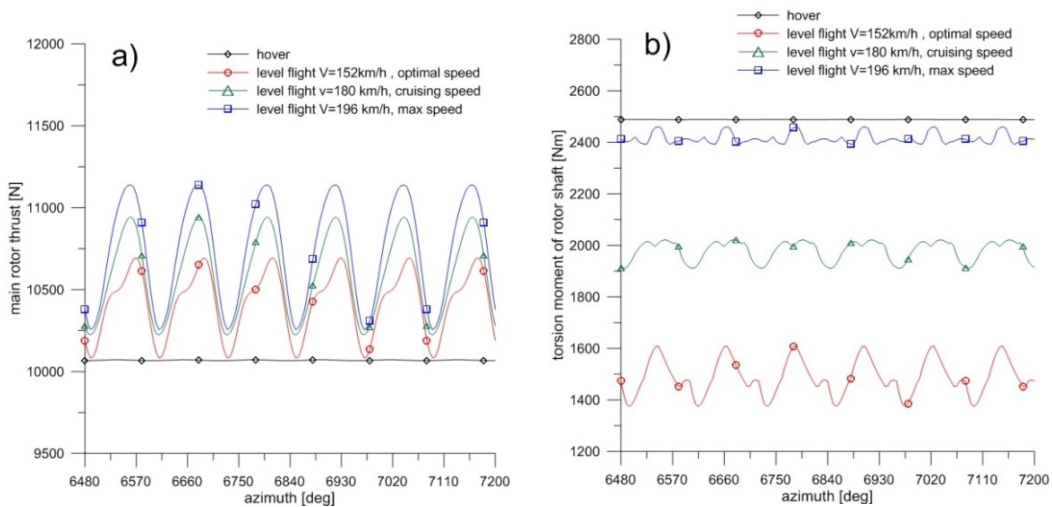 a)
hover
level flight V=152km/h , optimal speed
level flight v=180 km/h, cruising speed
level flight V=196 km/h, max speed
12000
11500
11000
10500
10000
9500
main rotor thrust [N]
6480 6570 6660 6750 6840 6930 7020 7110 7200
azimuth [deg]
b)
hover
level flight V=152km/h , optimal speed
level flight v=180 km/h, cruising speed
level flight V=196 km/h, max speed
2800
2600
2400
2200
2000
1800
1600
1400
1200
torsion moment of rotor shaft [Nm]
6480 6570 6660 6750 6840 6930 7020 7110 7200
azimuth [deg]